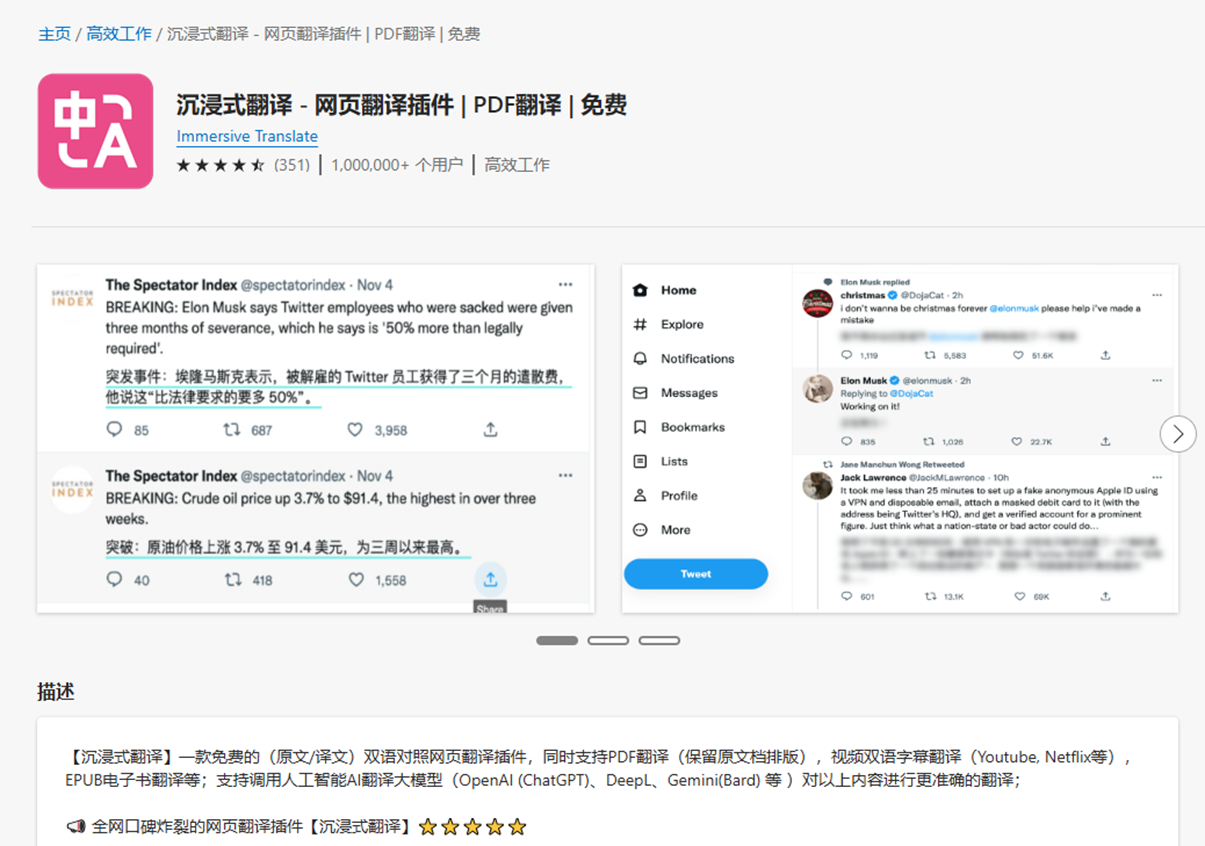 主页 / 高效工作 / 沉浸式翻译 - 网页翻译插件 | PDF翻译 | 免费
中A
沉浸式翻译 - 网页翻译插件 | PDF翻译 | 免费
Immersive Translate
(351) | 1,000,000+ 个用户 | 高效工作
SPECTATOR
INDEX
The Spectator Index @spectatorindex · Nov 4
BREAKING: Elon Musk says Twitter employees who were sacked were given
three months of severance, which he says is '50% more than legally
required'.
突发事件：埃隆马斯克表示，被解雇的 Twitter 员工获得了三个月的遣散费，
他说这“比法律要求的要多 50%”。
85 687 3,958
SPECTATOR
INDEX
The Spectator Index @spectatorindex · Nov 4
BREAKING: Crude oil price up 3.7% to $91.4, the highest in over three
weeks.
突破：原油价格上涨 3.7% 至 91.4 美元，为三周以来最高。
40 418 1,558
Share
Home
Explore
Notifications
Messages
Bookmarks
Lists
Profile
More
Tweet
Elon Musk replied
christmas @DojaCat · 2h
i don't wanna be christmas forever @elonmusk please help i've made a
mistake
1,119 5,583 51.6K
Elon Musk @elonmusk · 2h
Replying to @DojaCat
Working on it!
835 1,026 22.7K
Jane Manchun Wong Retweeted
Jack Lawrence @JackMLawrence · 10h
It took me less than 25 minutes to set up a fake anonymous Apple ID using
a VPN and disposable email, attach a masked debit card to it (with the
address being Twitter's HQ), and get a verified account for a prominent
figure. Just think what a nation-state or bad actor could do...
601 13.1K 69K
描述
【沉浸式翻译】一款免费的（原文/译文）双语对照网页翻译插件，同时支持PDF翻译（保留原文档排版），视频双语字幕翻译（Youtube, Netflix等），
EPUB电子书翻译等；支持调用人工智能AI翻译大模型（OpenAI (ChatGPT)、DeepL、Gemini(Bard) 等 ）对以上内容进行更准确的翻译；
📢 全网口碑炸裂的网页翻译插件【沉浸式翻译】⭐⭐⭐⭐⭐